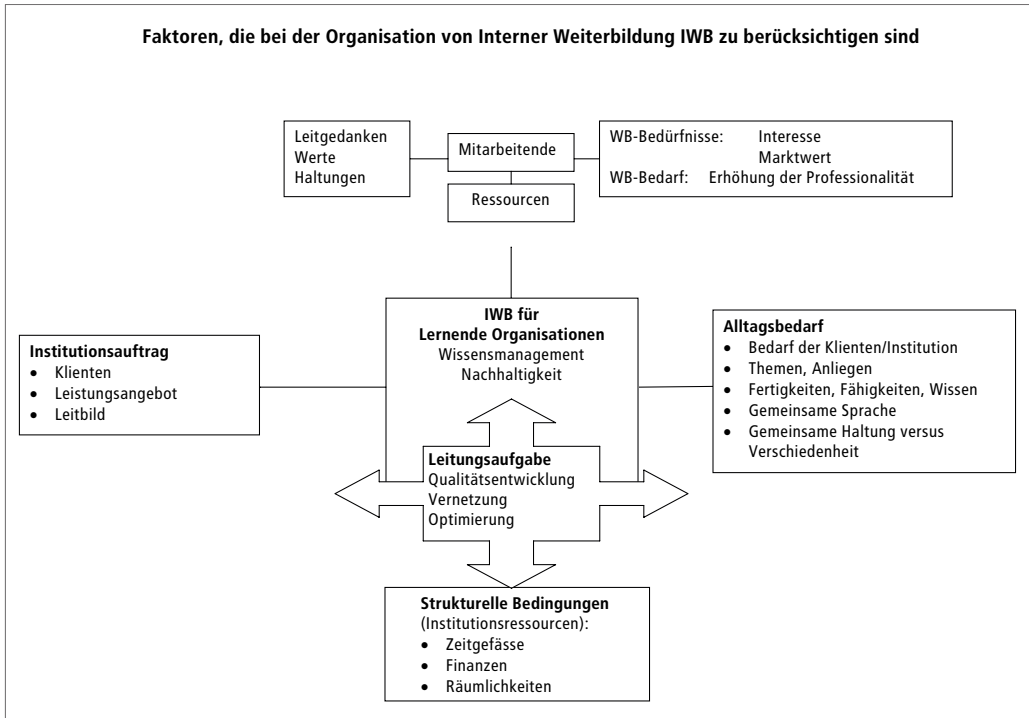 Faktoren, die bei der Organisation von Interner Weiterbildung IWB zu berücksichtigen sind
Leitgedanken
Werte
Haltungen
Mitarbeitende
Ressourcen
WB-Bedürfnisse: Interesse
Marktwert
WB-Bedarf: Erhöhung der Professionalität
IWB für
Lernende Organisationen
Wissensmanagement
Nachhaltigkeit
Institutionsauftrag
• Klienten
• Leistungsangebot
• Leitbild
Alltagsbedarf
• Bedarf der Klienten/Institution
• Themen, Anliegen
• Fertigkeiten, Fähigkeiten, Wissen
• Gemeinsame Sprache
• Gemeinsame Haltung versus
Verschiedenheit
Leitungsaufgabe
Qualitätsentwicklung
Vernetzung
Optimierung
Strukturelle Bedingungen
(Institutionsressourcen):
• Zeitgefässe
• Finanzen
• Räumlichkeiten